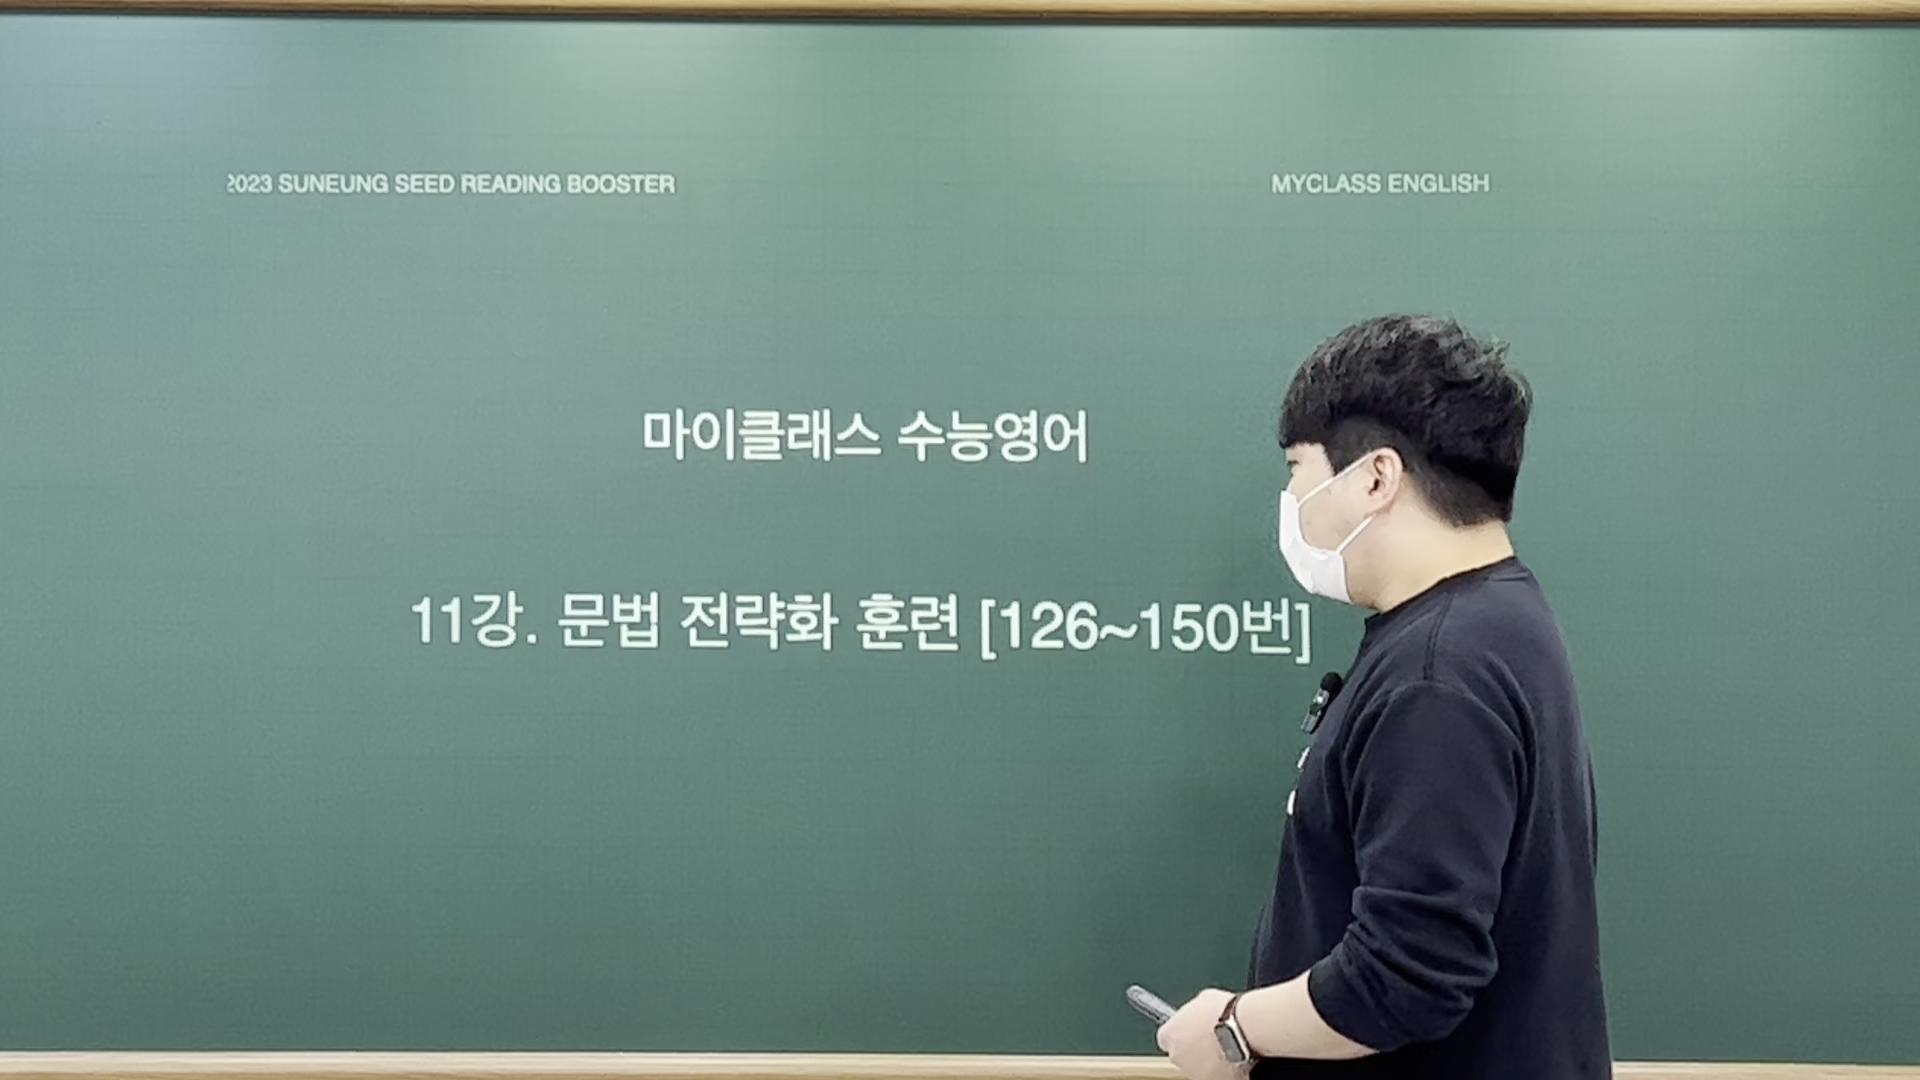 2023 SUNEUNG SEED READING BOOSTER
MYCLASS ENGLISH
마이클래스 수능영어
11강. 문법 전략화 훈련 [126~150번]